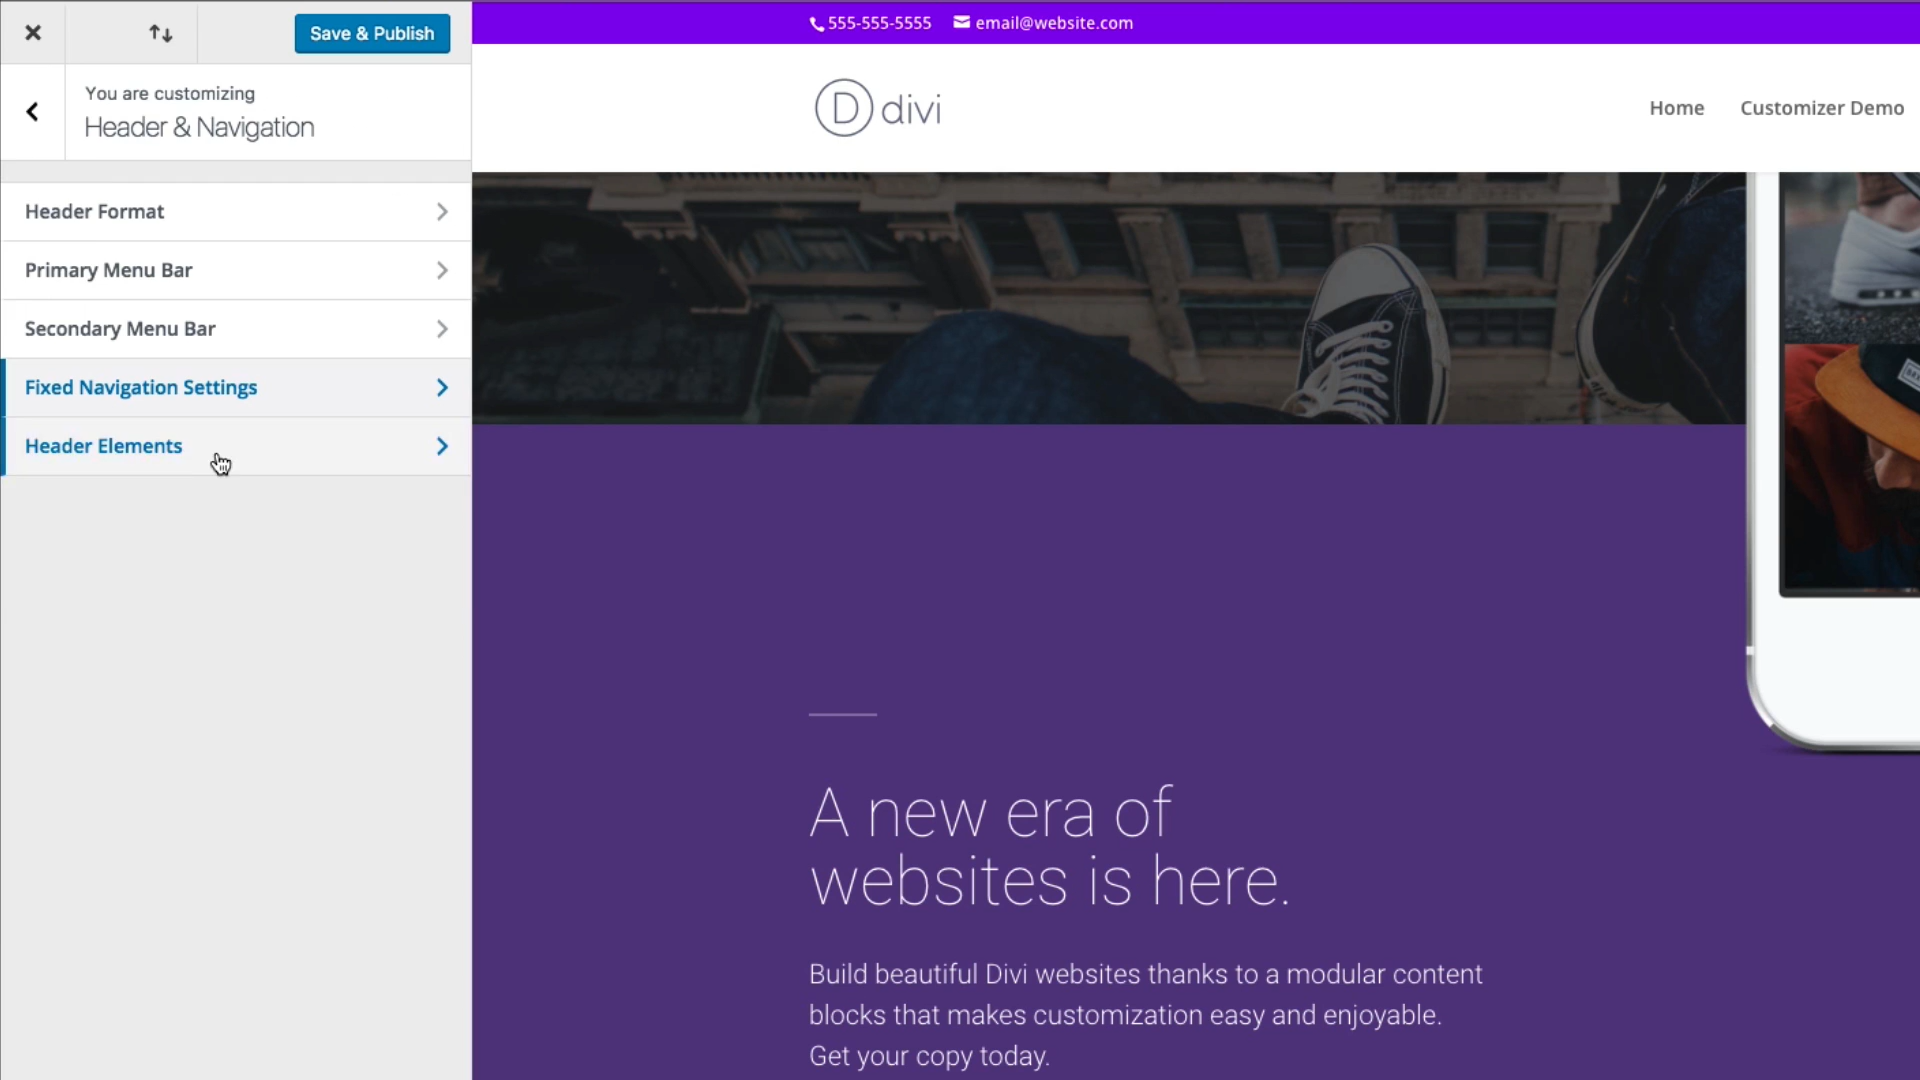 Save & Publish
You are customizing
Header & Navigation
Header Format
Primary Menu Bar
Secondary Menu Bar
Fixed Navigation Settings
Header Elements
555-555-5555 email@website.com
D divi
Home Customizer Demo
A new era of
websites is here.
Build beautiful Divi websites thanks to a modular content
blocks that makes customization easy and enjoyable.
Get your copy today.